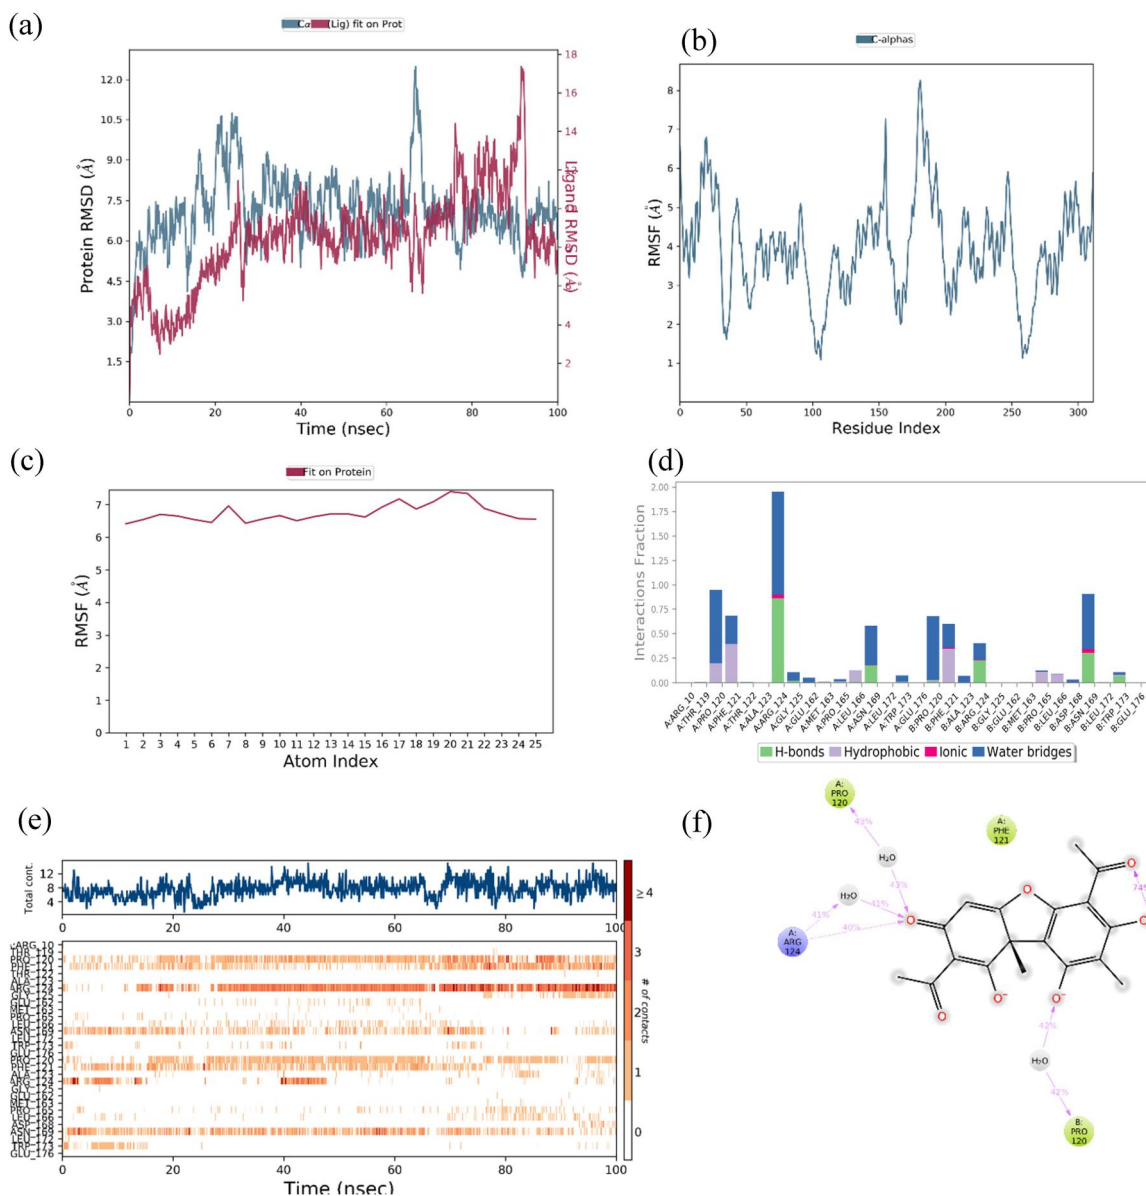 (a)
Cα (Lig) fit on Prot
18
16
14
12
10
8
6
4
2
12.0
10.5
9.0
7.5
6.0
4.5
3.0
1.5
Protein RMSD (Å)
Ligand RMSD (Å)
0 20 40 60 80 100
Time (nsec)
(b)
C-alphas
8
7
6
5
4
3
2
1
RMSF (Å)
0 50 100 150 200 250 300
Residue Index
(c)
Fit on Protein
7
6
5
4
3
2
1
0
RMSF (Å)
1 2 3 4 5 6 7 8 9 10 11 12 13 14 15 16 17 18 19 20 21 22 23 24 25
Atom Index
(d)
2.00
1.75
1.50
1.25
1.00
0.75
0.50
0.25
0.00
Interactions Fraction
A:ARG_10
A:THR_119
A:PRO_120
A:PHE_121
A:THR_122
A:ALA_123
A:ARG_124
A:GLY_125
A:GLU_162
A:MET_163
A:PRO_165
A:LEU_166
A:ASN_169
A:LEU_172
A:TRP_173
A:GLU_176
B:PRO_120
B:PHE_121
B:ALA_123
B:ARG_124
B:GLY_125
B:GLU_162
B:MET_163
B:PRO_165
B:LEU_166
B:ASP_168
B:ASN_169
B:LEU_172
B:TRP_173
B:GLU_176
H-bonds Hydrophobic Ionic Water bridges
(e)
Total cont.
12
8
4
0 20 40 60 80 100
ARG_10
THR_119
PRO_120
PHE_121
THR_122
ALA_123
ARG_124
GLY_125
GLU_162
MET_163
PRO_165
LEU_166
ASN_169
LEU_172
TRP_173
GLU_176
PRO_120
PHE_121
ALA_123
ARG_124
GLY_125
GLU_162
MET_163
PRO_165
LEU_166
ASP_168
ASN_169
LEU_172
TRP_173
GLU_176
0 20 40 60 80 100
Time (nsec)
≥4
3
2
1
0
# of contacts
(f)
A:
PRO
120
43%
H₂O
43%
A:
PHE
121
H₂O
41%
41%
40%
A:
ARG
124
O
O
O
74%
O
O⁻
O⁻
O
42%
H₂O
42%
B:
PRO
120